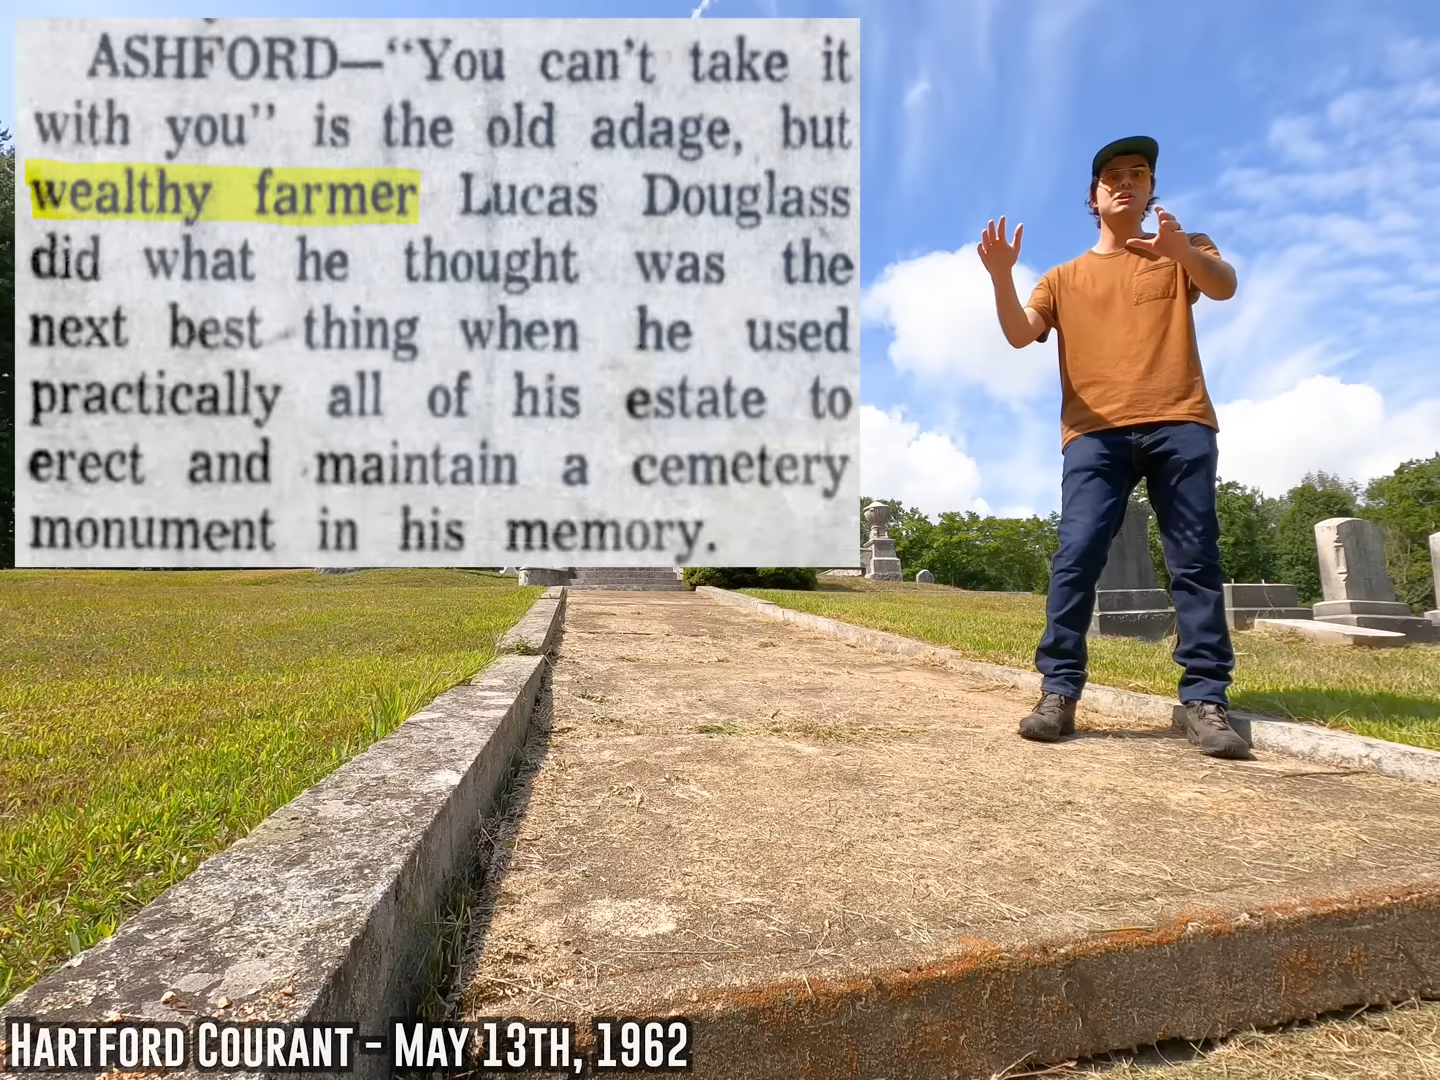 ASHFORD—“You can’t take it
with you” is the old adage, but
wealthy farmer Lucas Douglass
did what he thought was the
next best thing when he used
practically all of his estate to
erect and maintain a cemetery
monument in his memory.
HARTFORD COURANT - MAY 13TH, 1962